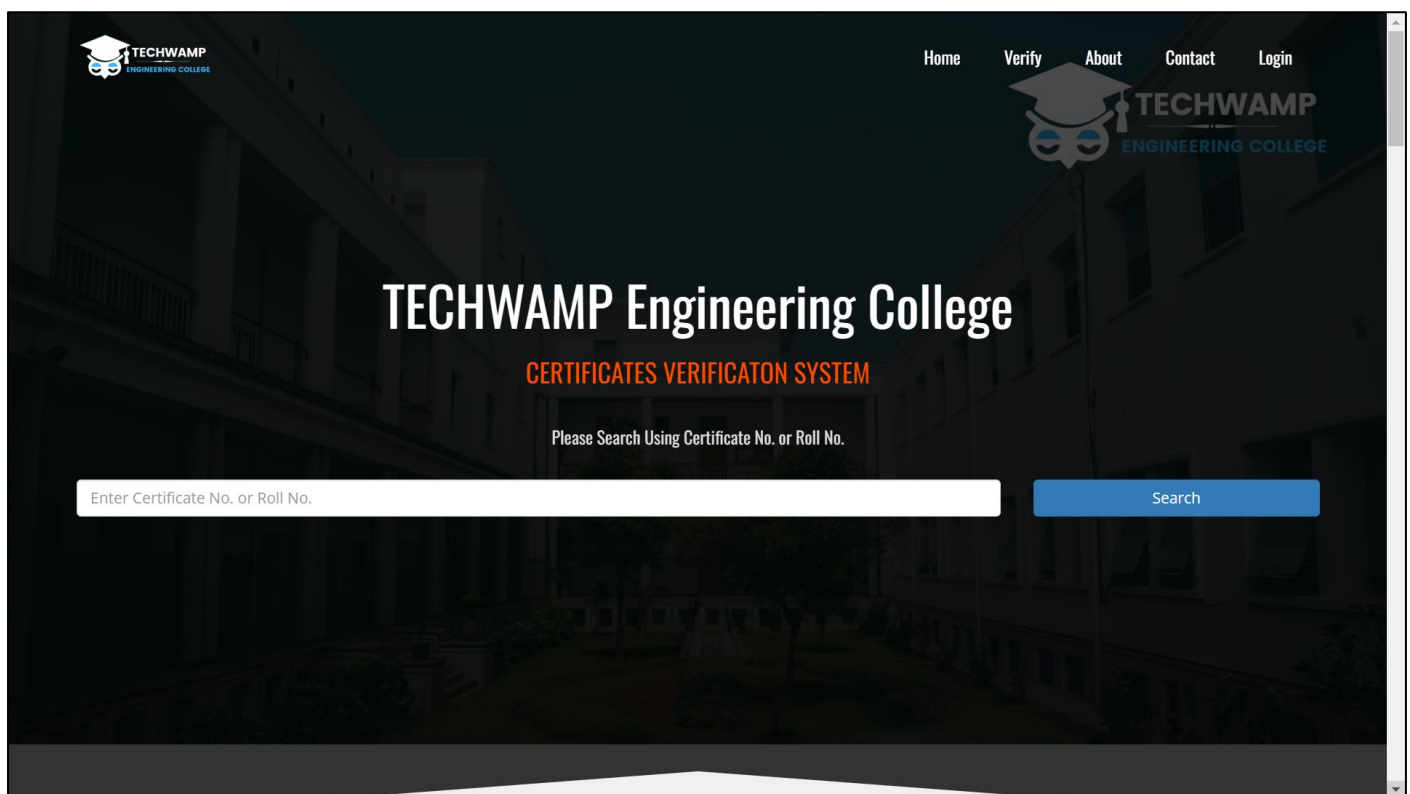 TECHWAMP
ENGINEERING COLLEGE
Home Verify About Contact Login
TECHWAMP
ENGINEERING COLLEGE
TECHWAMP Engineering College
CERTIFICATES VERIFICATON SYSTEM
Please Search Using Certificate No. or Roll No.
Enter Certificate No. or Roll No.
Search